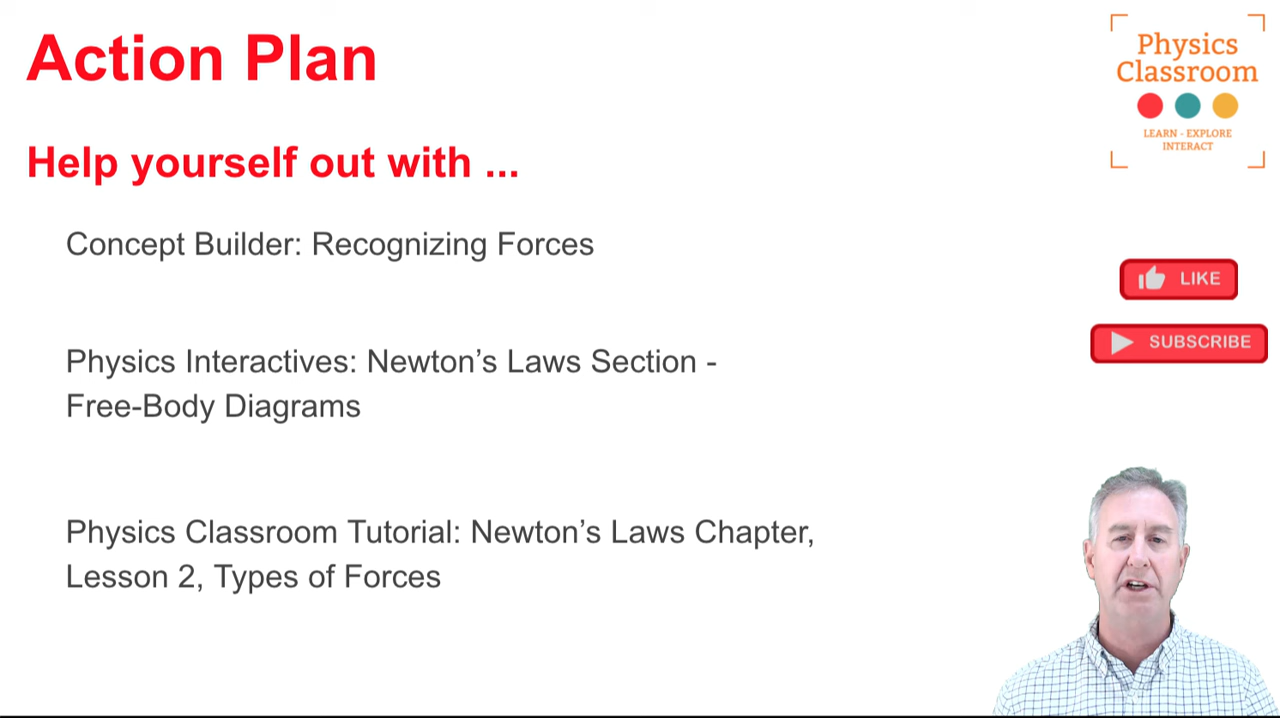 Action Plan
Help yourself out with ...
Concept Builder: Recognizing Forces
Physics Interactives: Newton’s Laws Section -
Free-Body Diagrams
Physics Classroom Tutorial: Newton’s Laws Chapter,
Lesson 2, Types of Forces
Physics
Classroom
LEARN - EXPLORE
INTERACT
LIKE
SUBSCRIBE